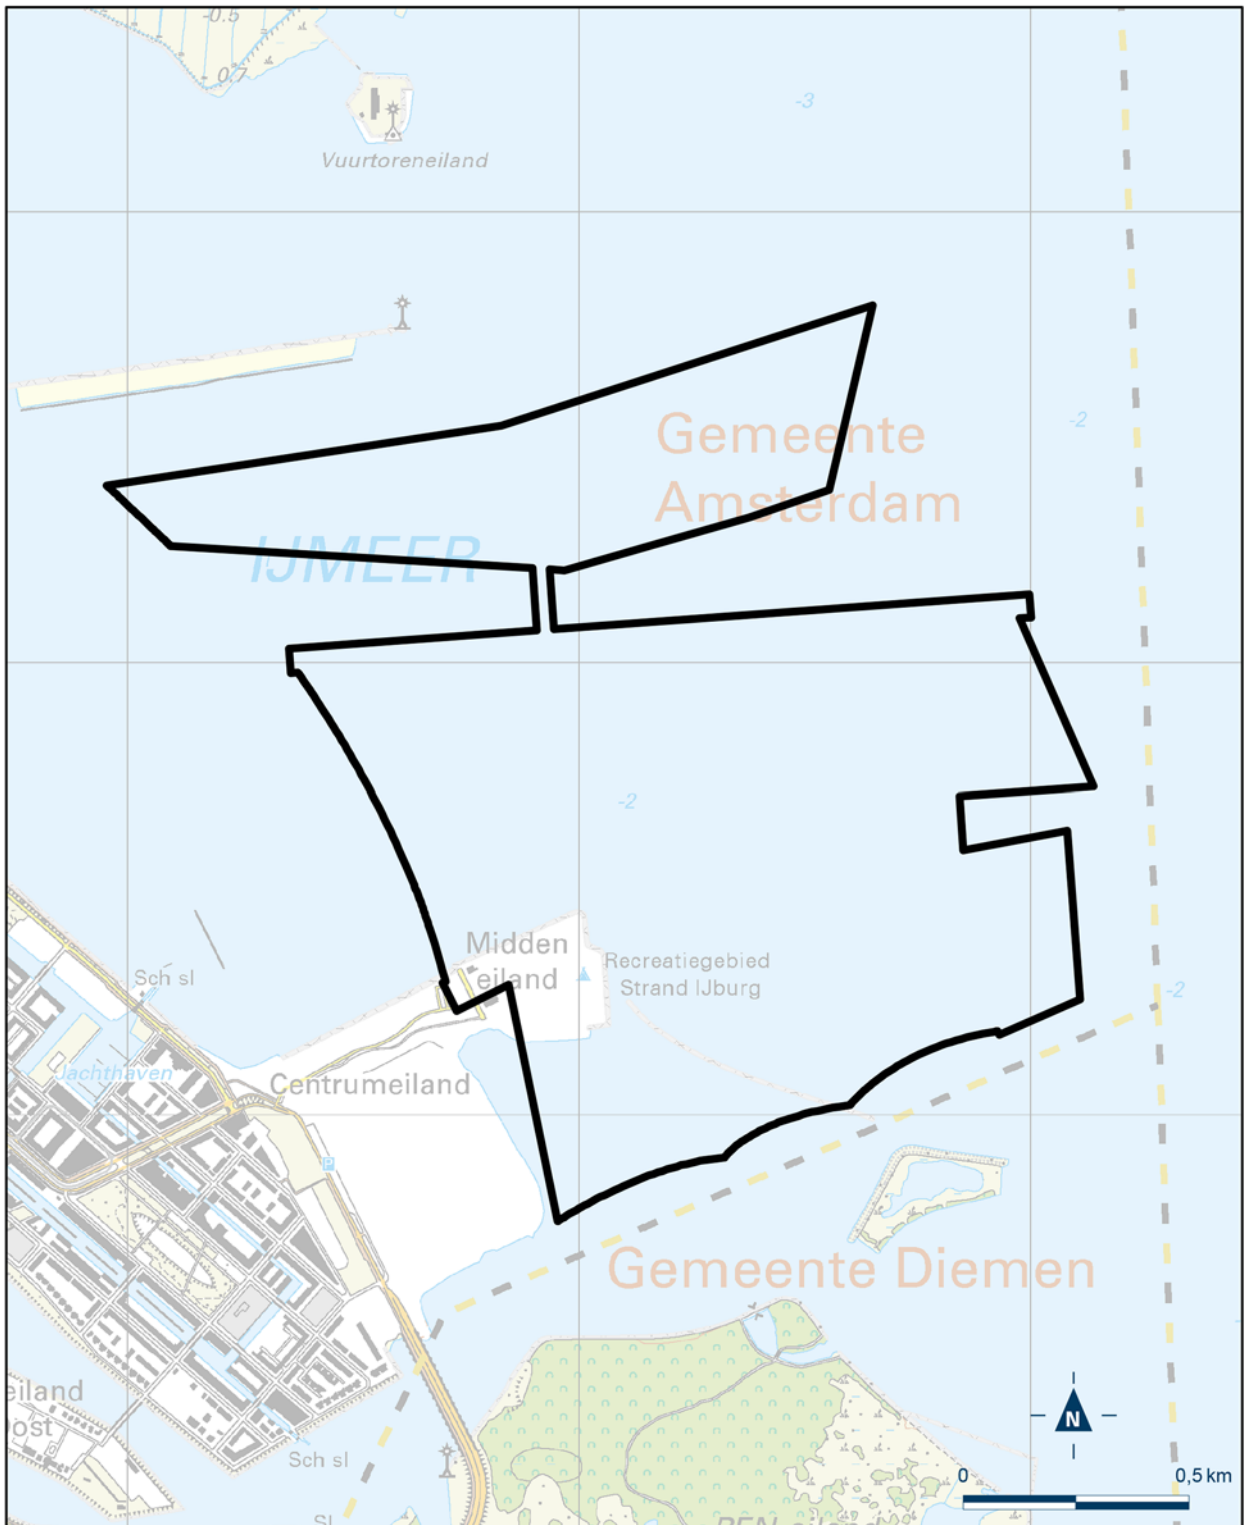 -0.5
0.7
-3
Vuurtoreneiland
Gemeente
Amsterdam
-2
IJMEER
-2
Midden
eiland
Recreatiegebied
Strand IJburg
Sch sl
-2
Jachthaven
Centrumeiland
P
Gemeente Diemen
eiland
Oost
Sch sl
N
0
0,5 km